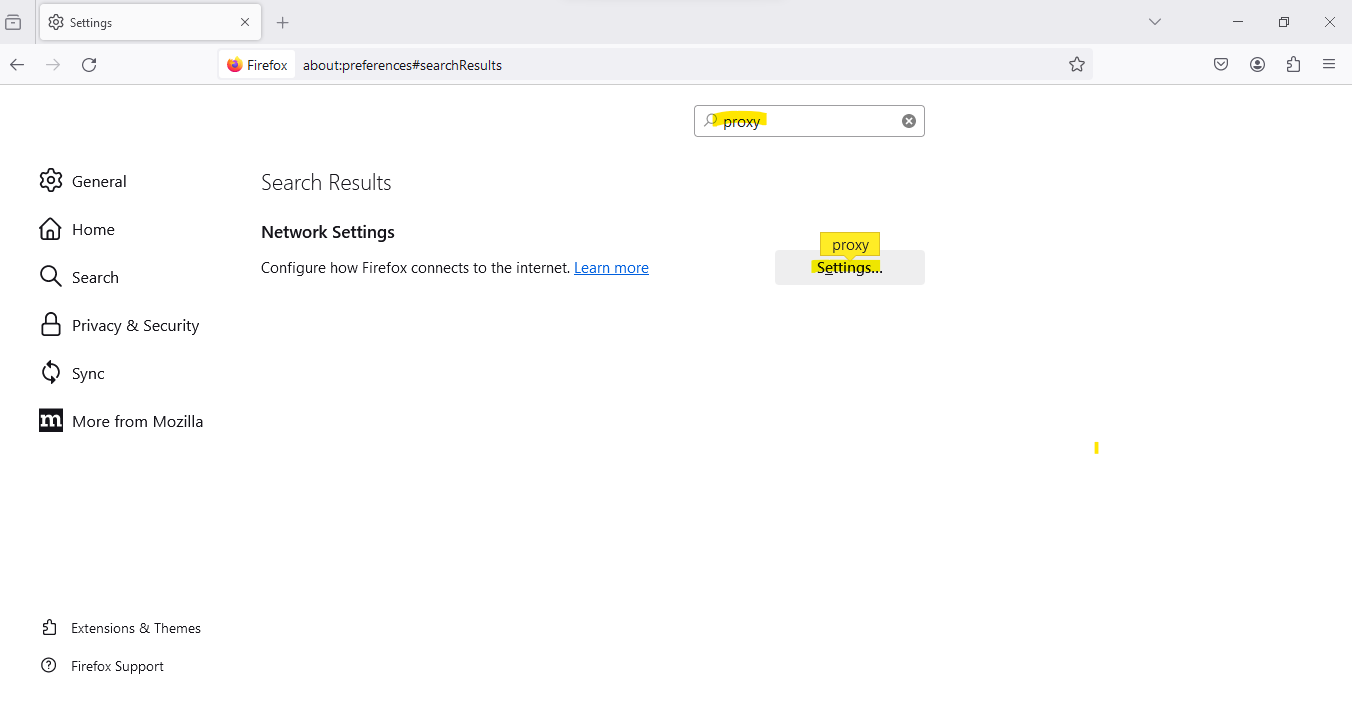 Settings
Firefox
about:preferences#searchResults
proxy
General
Home
Search
Privacy & Security
Sync
m More from Mozilla
Search Results
Network Settings
Configure how Firefox connects to the internet. Learn more
proxy
Settings...
Extensions & Themes
Firefox Support